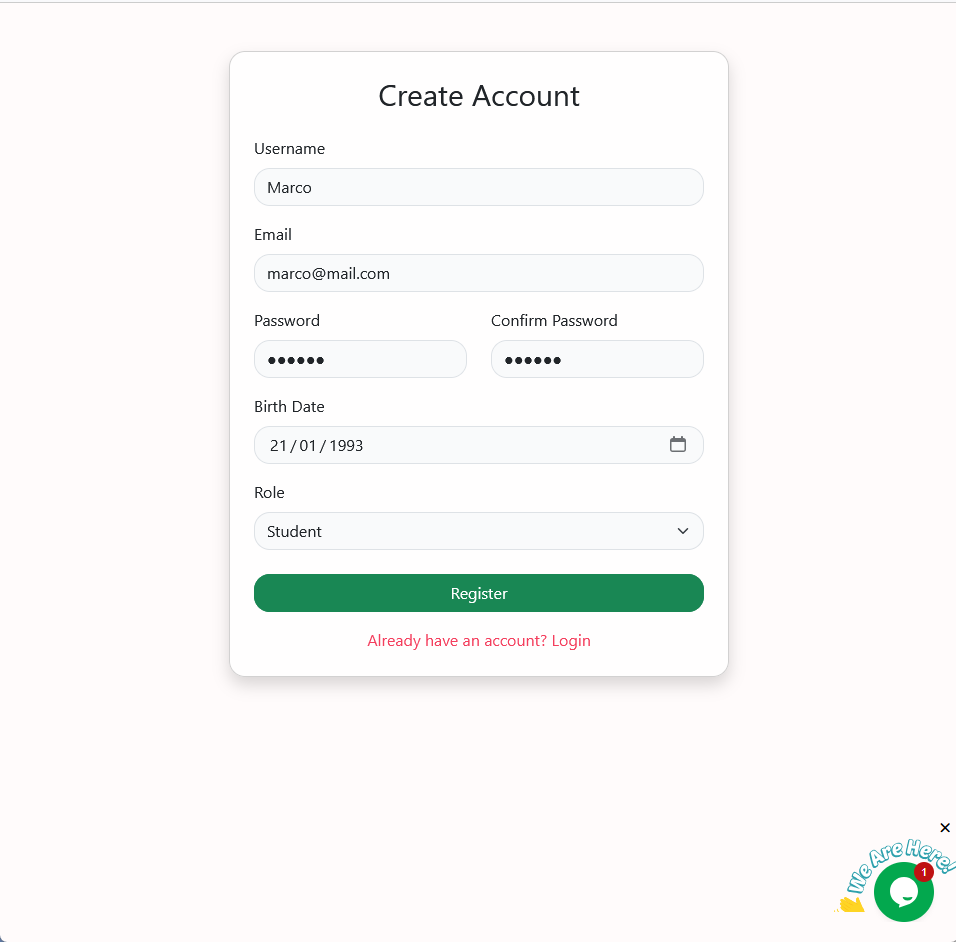 Create Account
Username
Marco
Email
marco@mail.com
Password Confirm Password
●●●●●● ●●●●●●
Birth Date
21/01/1993
Role
Student
Register
Already have an account? Login
We Are Here!
1